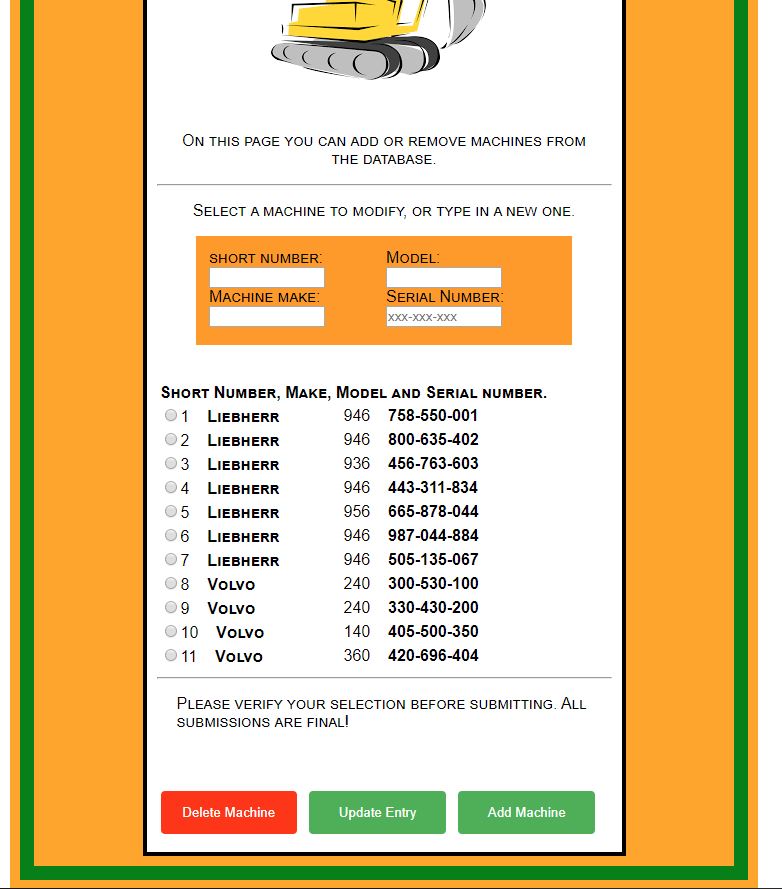 On this page you can add or remove machines from
the database.
Select a machine to modify, or type in a new one.
short number: Model:
Machine make: Serial Number:
xxx-xxx-xxx
Short Number, Make, Model and Serial number.
1 Liebherr 946 758-550-001
2 Liebherr 946 800-635-402
3 Liebherr 936 456-763-603
4 Liebherr 946 443-311-834
5 Liebherr 956 665-878-044
6 Liebherr 946 987-044-884
7 Liebherr 946 505-135-067
8 Volvo 240 300-530-100
9 Volvo 240 330-430-200
10 Volvo 140 405-500-350
11 Volvo 360 420-696-404
Please verify your selection before submitting. All
submissions are final!
Delete Machine Update Entry Add Machine